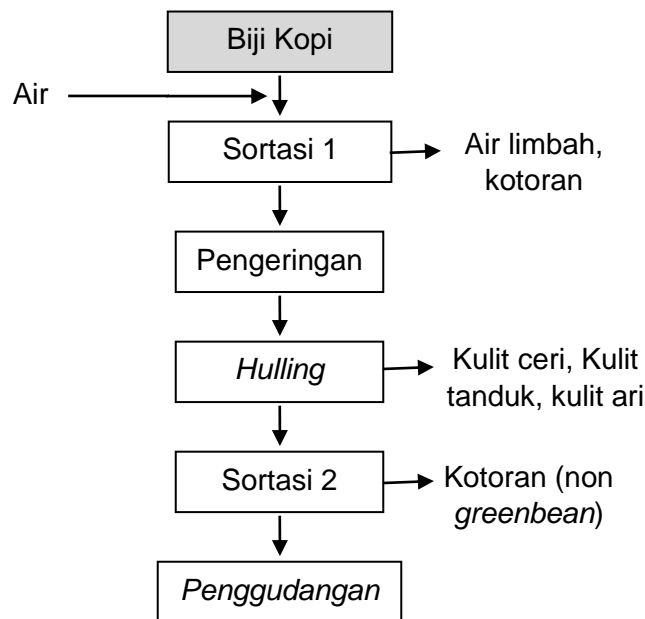 Biji Kopi
Air
Sortasi 1
Air limbah,
kotoran
Pengeringan
Hulling
Kulit ceri, Kulit
tanduk, kulit ari
Sortasi 2
Kotoran (non
greenbean)
Penggudangan